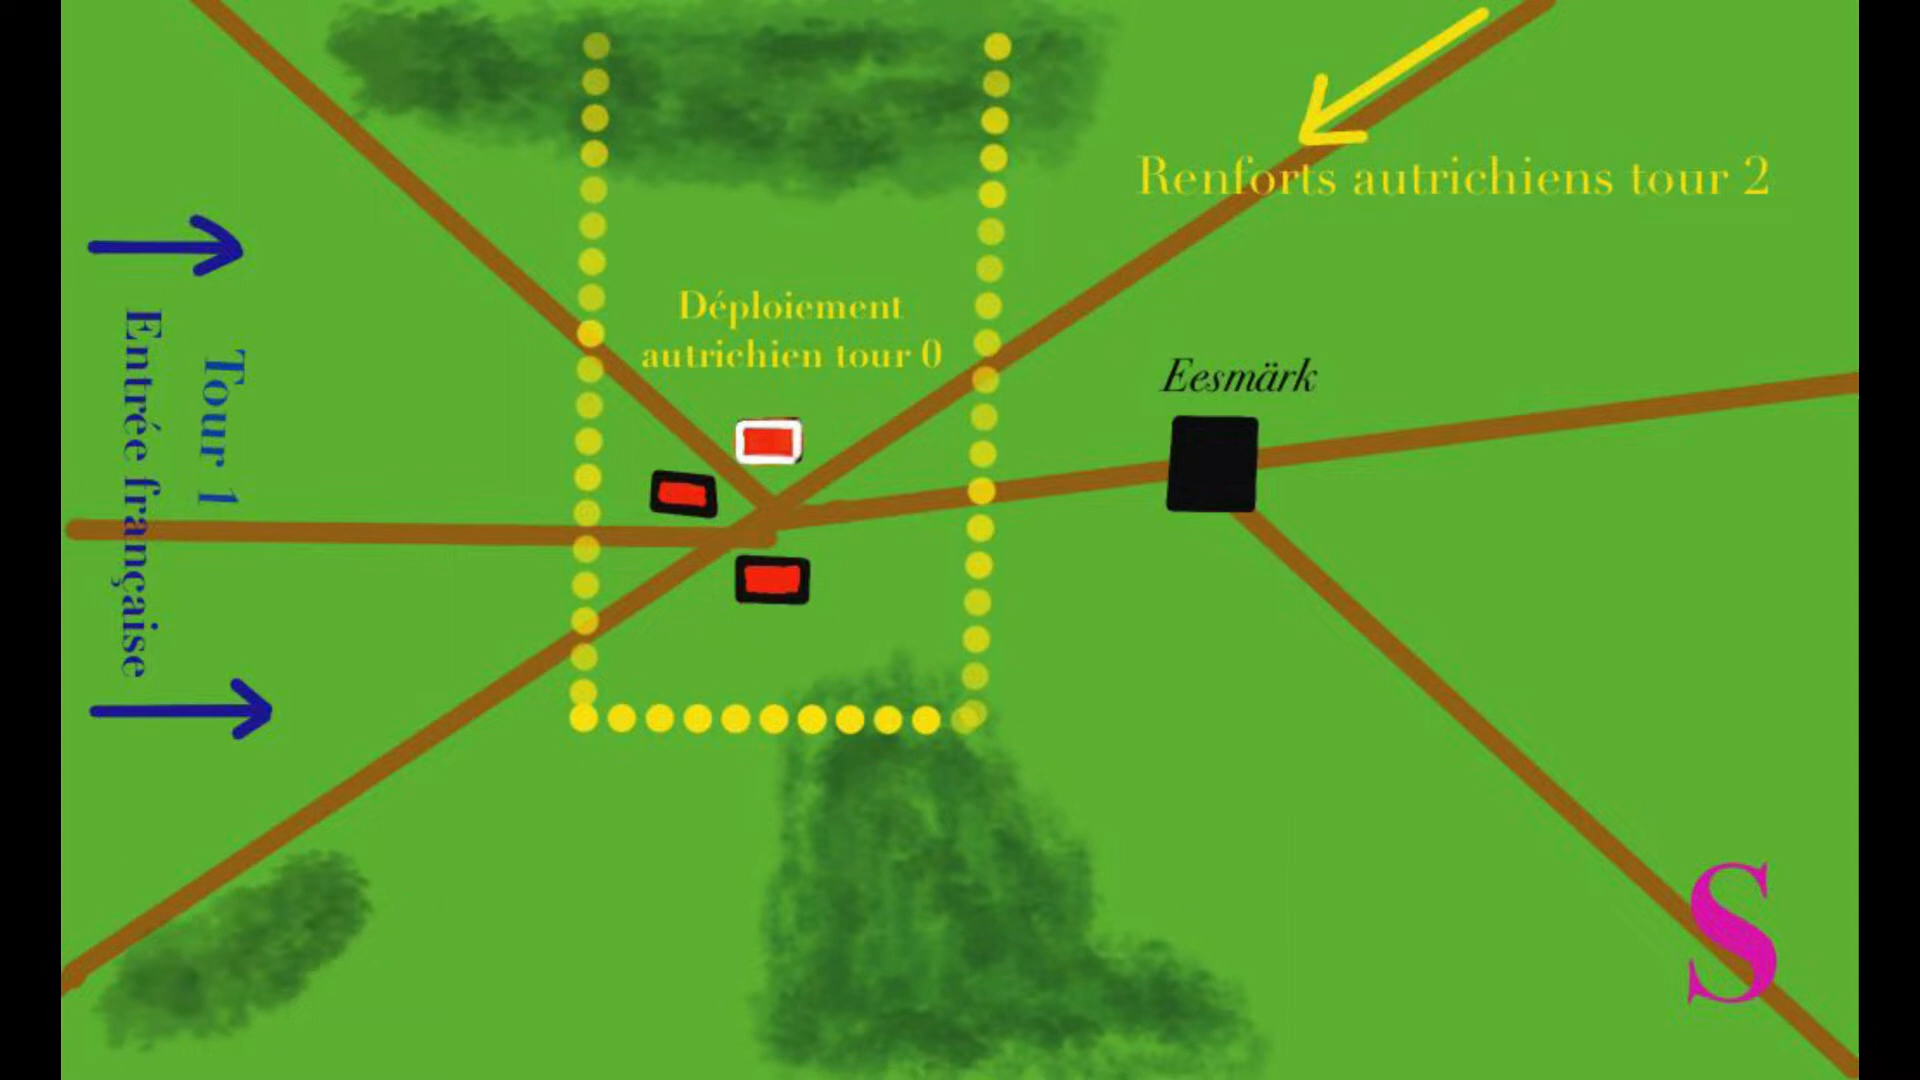 Renforts autrichiens tour 2
Déploiement
autrichien tour 0
Eesmärk
Tour 1
Entrée française
S